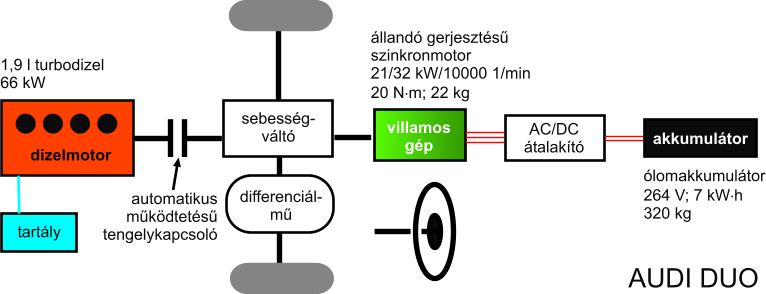 1,9 l turbodizel
66 kW
dizelmotor
tartály
automatikus
működtetésű
tengelykapcsoló
sebesség-
váltó
differenciál-
mű
állandó gerjesztésű
szinkronmotor
21/32 kW/10000 1/min
20 N·m; 22 kg
villamos
gép
AC/DC
átalakító
akkumulátor
ólomakkumulátor
264 V; 7 kW·h
320 kg
AUDI DUO